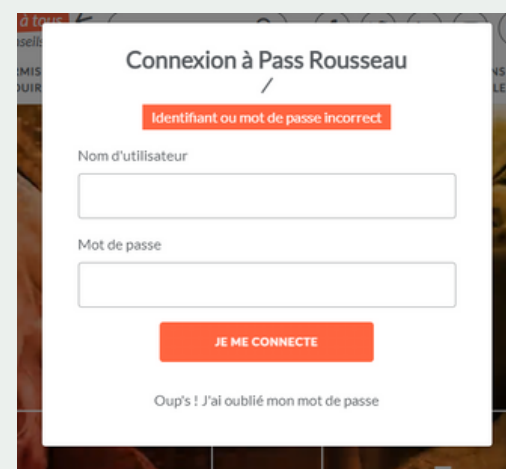 à tous
Connexion à Pass Rousseau
/
Identifiant ou mot de passe incorrect
Nom d'utilisateur
Mot de passe
JE ME CONNECTE
Oup's ! J'ai oublié mon mot de passe